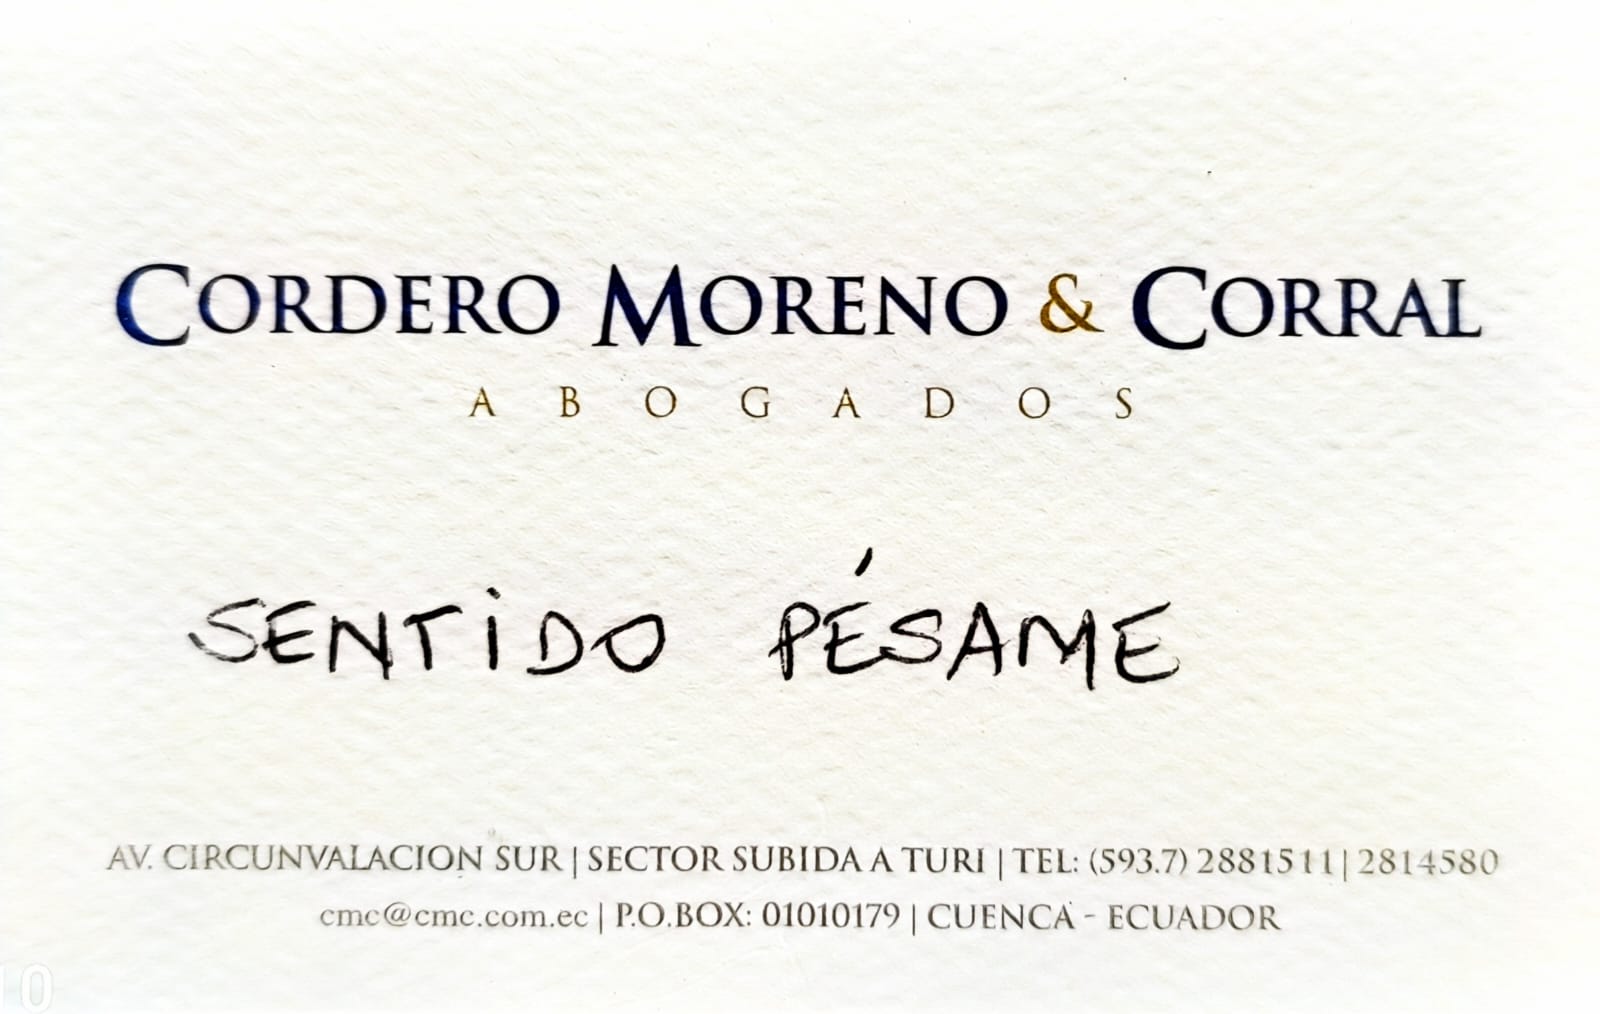 CORDERO MORENO & CORRAL
ABOGADOS
SENTIDO PÉSAME
AV. CIRCUNVALACION SUR | SECTOR SUBIDA A TURI | TEL: (593.7) 2881511 | 2814580
cmc@cmc.com.ec | P.O.BOX: 01010179 | CUENCA - ECUADOR